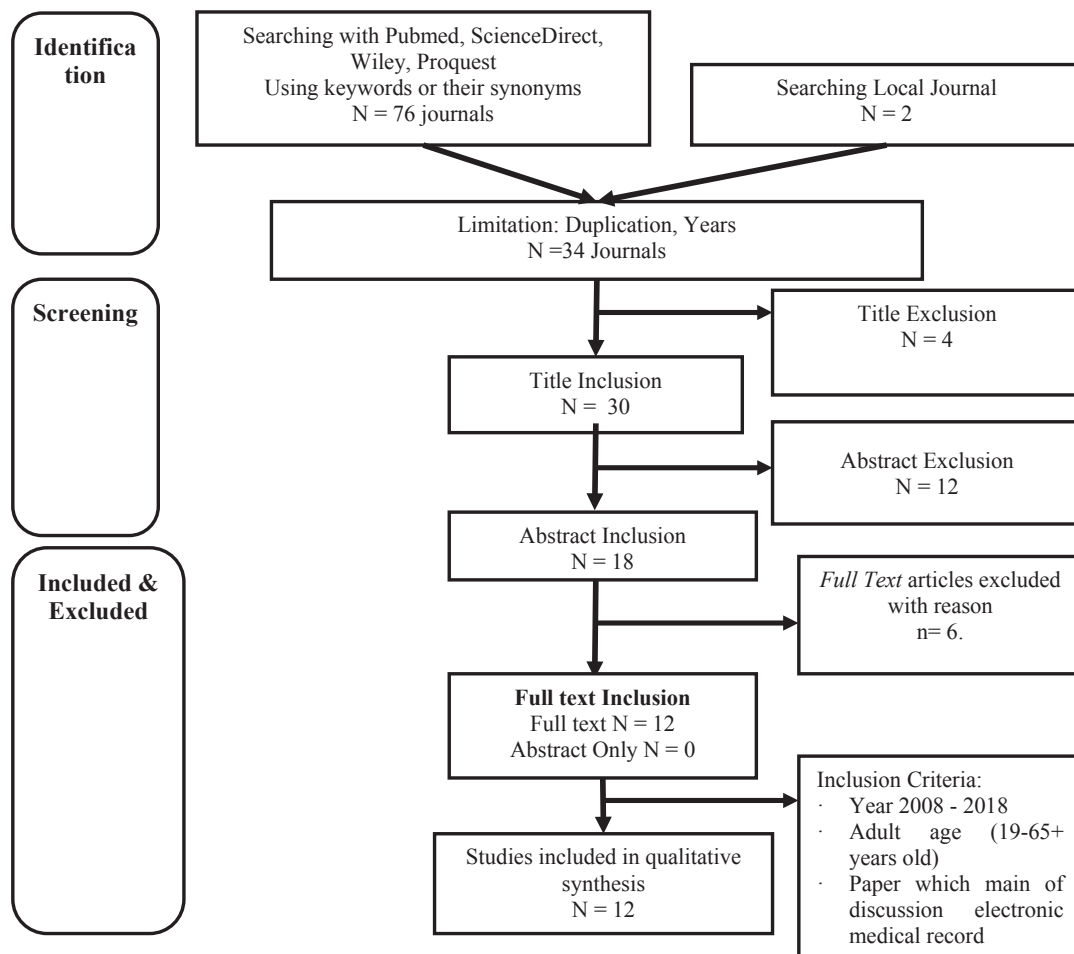 Identifica
tion
Searching with Pubmed, ScienceDirect,
Wiley, Proquest
Using keywords or their synonyms
N = 76 journals
Searching Local Journal
N = 2
Limitation: Duplication, Years
N =34 Journals
Screening
Title Exclusion
N = 4
Title Inclusion
N = 30
Abstract Exclusion
N = 12
Abstract Inclusion
N = 18
Included &
Excluded
Full Text articles excluded
with reason
n= 6.
Full text Inclusion
Full text N = 12
Abstract Only N = 0
Inclusion Criteria:
· Year 2008 - 2018
· Adult age (19-65+
years old)
· Paper which main of
discussion electronic
medical record
Studies included in qualitative
synthesis
N = 12